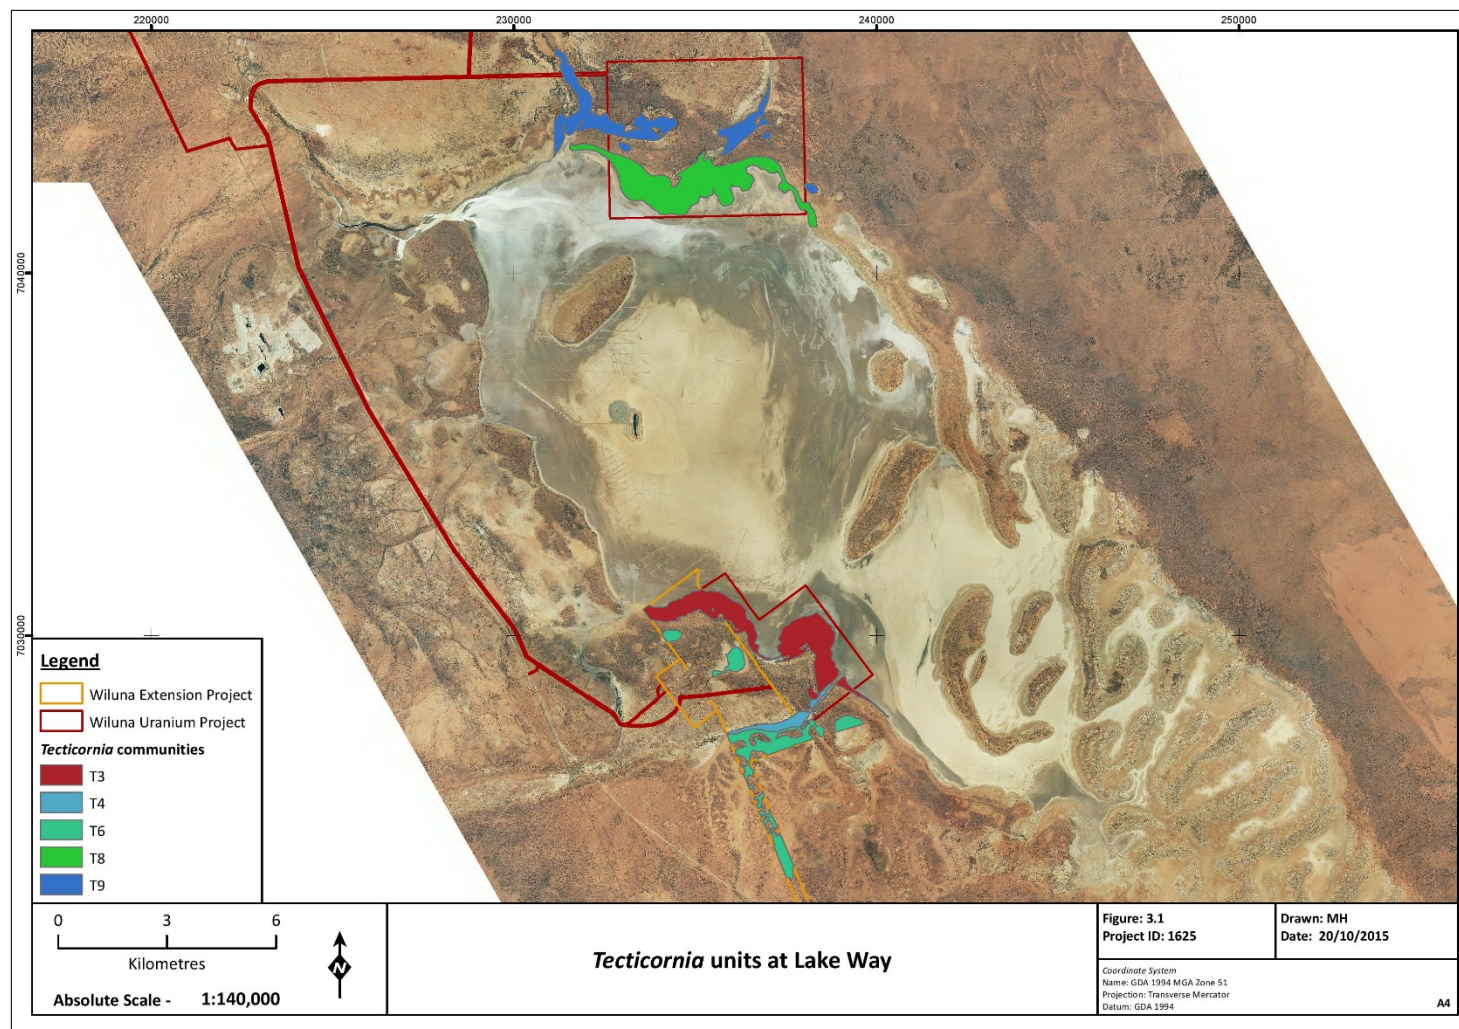 220000
230000
240000
250000
7040000
7030000
Legend
Wiluna Extension Project
Wiluna Uranium Project
Tecticornia communities
T3
T4
T6
T8
T9
0 3 6
Kilometres
N
Absolute Scale - 1:140,000
Tecticornia units at Lake Way
Figure: 3.1
Project ID: 1625
Drawn: MH
Date: 20/10/2015
Coordinate System
Name: GDA 1994 MGA Zone 51
Projection: Transverse Mercator
Datum: GDA 1994
A4